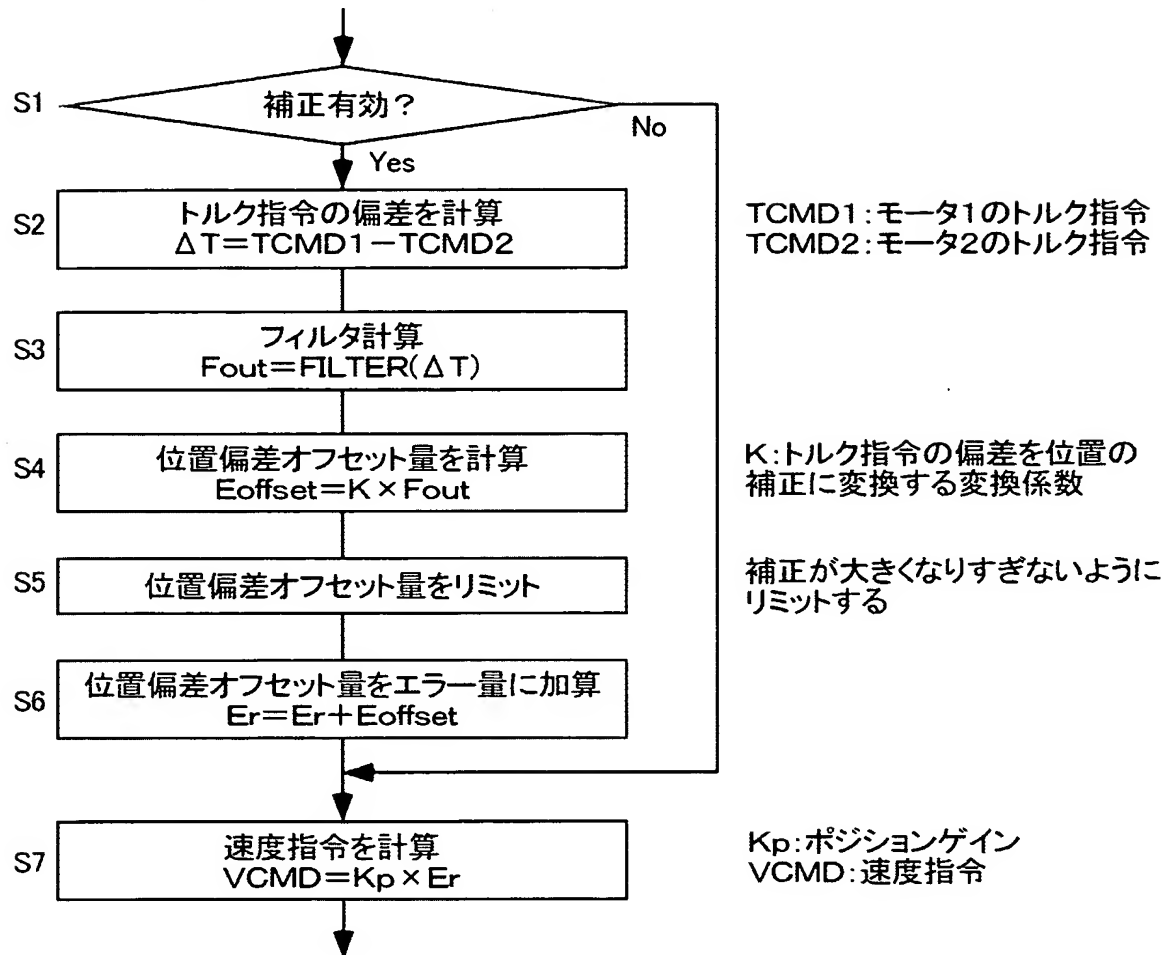 S1
補正有効?
No
Yes
S2
トルク指令の偏差を計算
ΔT=TCMD1-TCMD2
TCMD1:モータ1のトルク指令
TCMD2:モータ2のトルク指令
S3
フィルタ計算
Fout=FILTER(ΔT)
S4
位置偏差オフセット量を計算
Eoffset=K×Fout
K:トルク指令の偏差を位置の
補正に変換する変換係数
S5
位置偏差オフセット量をリミット
補正が大きくなりすぎないように
リミットする
S6
位置偏差オフセット量をエラー量に加算
Er=Er+Eoffset
S7
速度指令を計算
VCMD=Kp×Er
Kp:ポジションゲイン
VCMD:速度指令